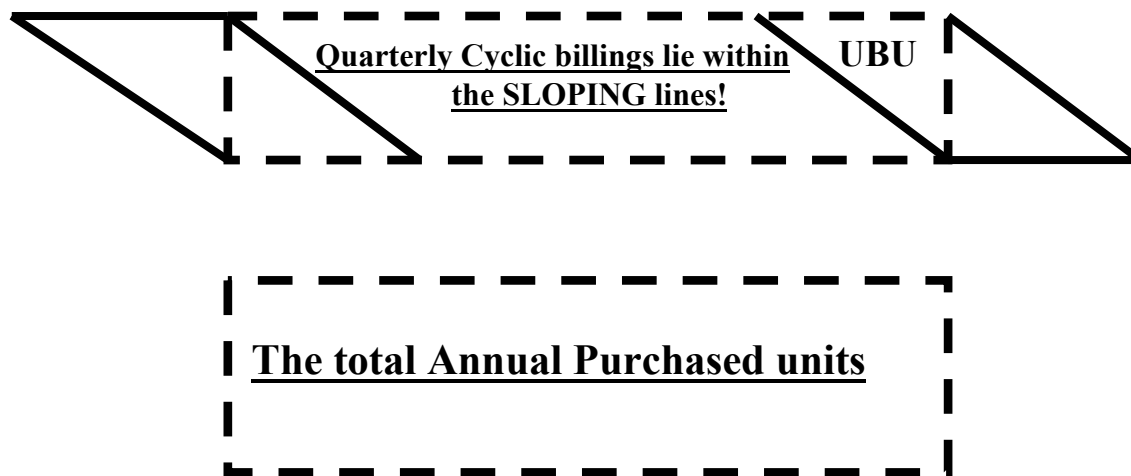 Quarterly Cyclic billings lie within UBU
the SLOPING lines!
The total Annual Purchased units